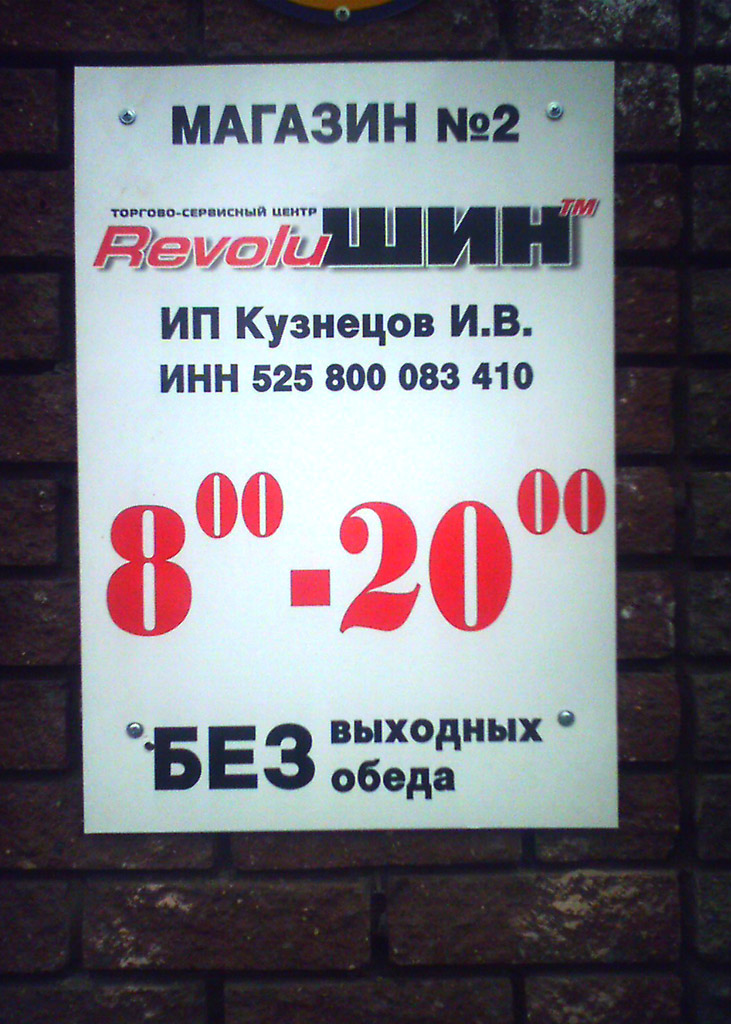 МАГАЗИН №2
ТОРГОВО-СЕРВИСНЫЙ ЦЕНТР
RevoluШИН™
ИП Кузнецов И.В.
ИНН 525 800 083 410
8⁰⁰-20⁰⁰
БЕЗ выходных
обеда